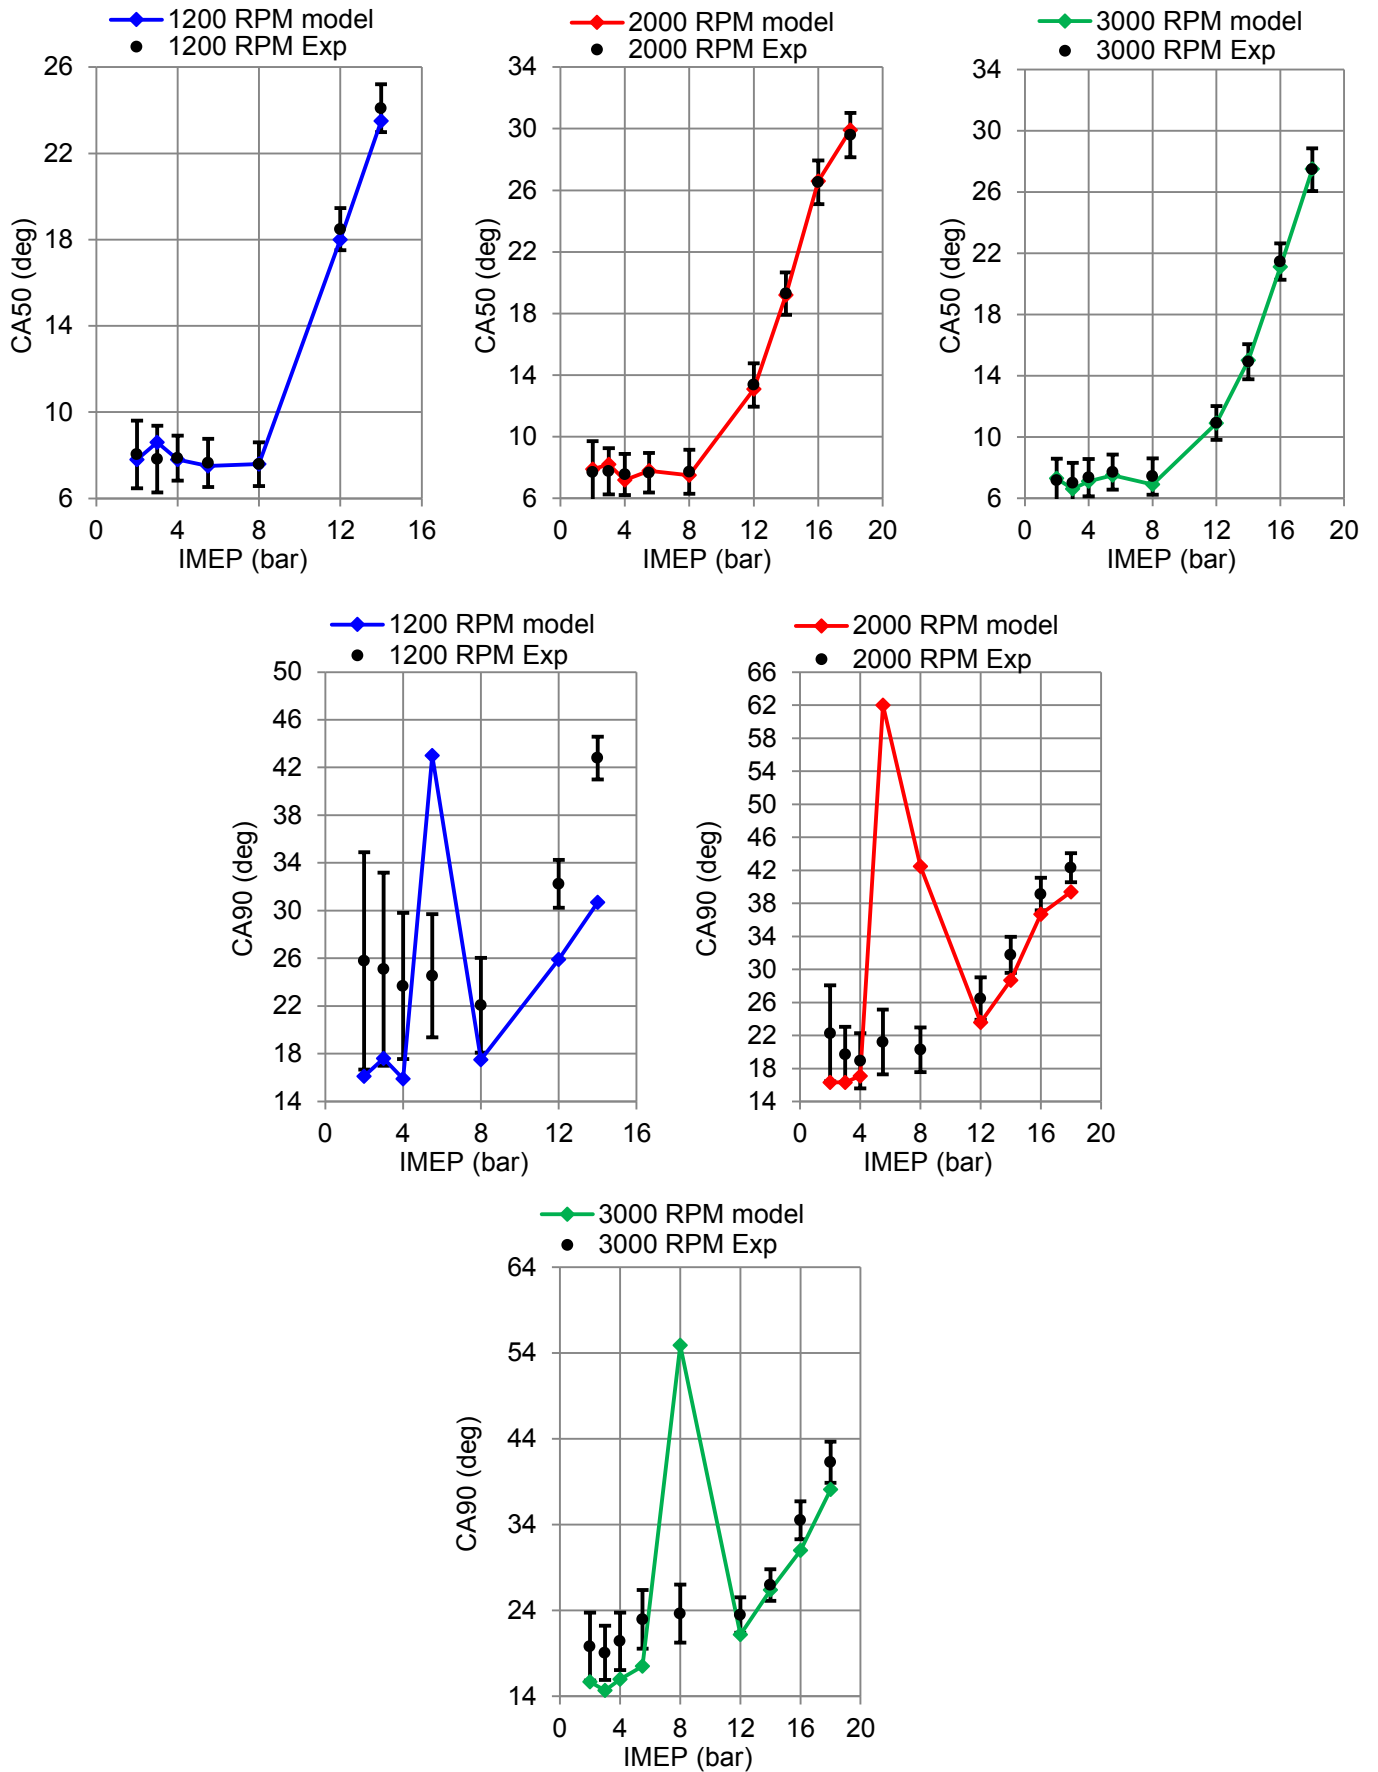 1200 RPM model
1200 RPM Exp
26
22
18
14
10
6
CA50 (deg)
0 4 8 12 16
IMEP (bar)
2000 RPM model
2000 RPM Exp
34
30
26
22
18
14
10
6
CA50 (deg)
0 4 8 12 16 20
IMEP (bar)
3000 RPM model
3000 RPM Exp
34
30
26
22
18
14
10
6
CA50 (deg)
0 4 8 12 16 20
IMEP (bar)
1200 RPM model
1200 RPM Exp
50
46
42
38
34
30
26
22
18
14
CA90 (deg)
0 4 8 12 16
IMEP (bar)
2000 RPM model
2000 RPM Exp
66
62
58
54
50
46
42
38
34
30
26
22
18
14
CA90 (deg)
0 4 8 12 16 20
IMEP (bar)
3000 RPM model
3000 RPM Exp
64
54
44
34
24
14
CA90 (deg)
0 4 8 12 16 20
IMEP (bar)